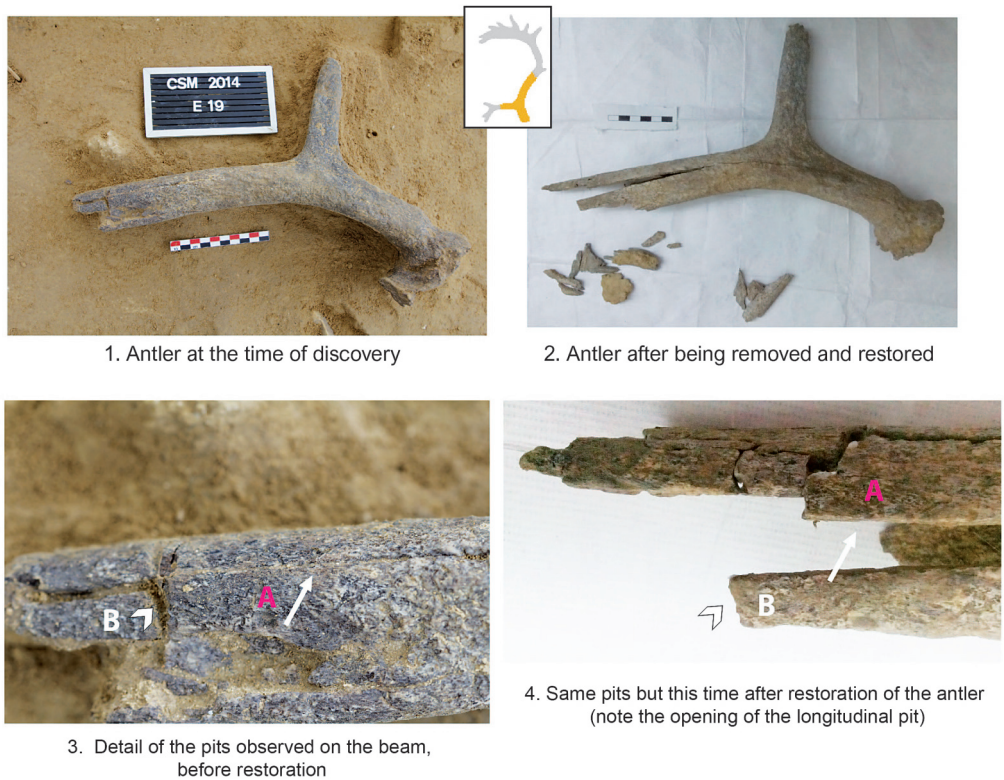 CSM 2014
E 19
1. Antler at the time of discovery
2. Antler after being removed and restored
A
B
3. Detail of the pits observed on the beam,
before restoration
A
B
4. Same pits but this time after restoration of the antler
(note the opening of the longitudinal pit)